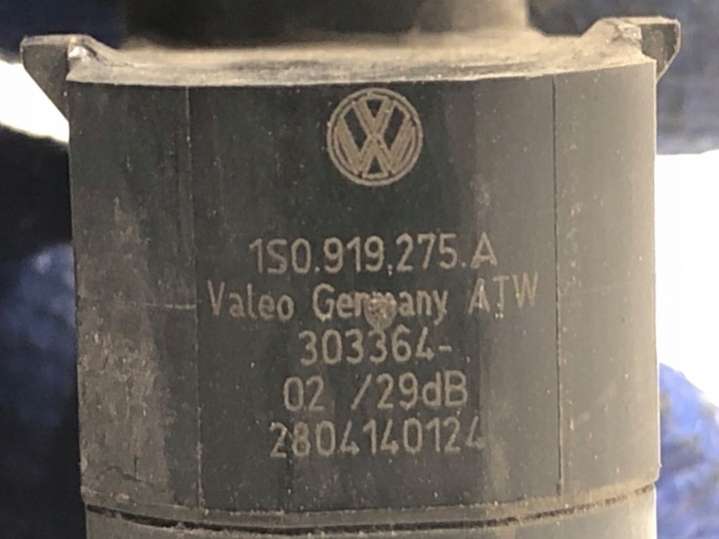 1S0.919.275.A
Valeo Germany ATW
303364-
02 /29dB
2804140124